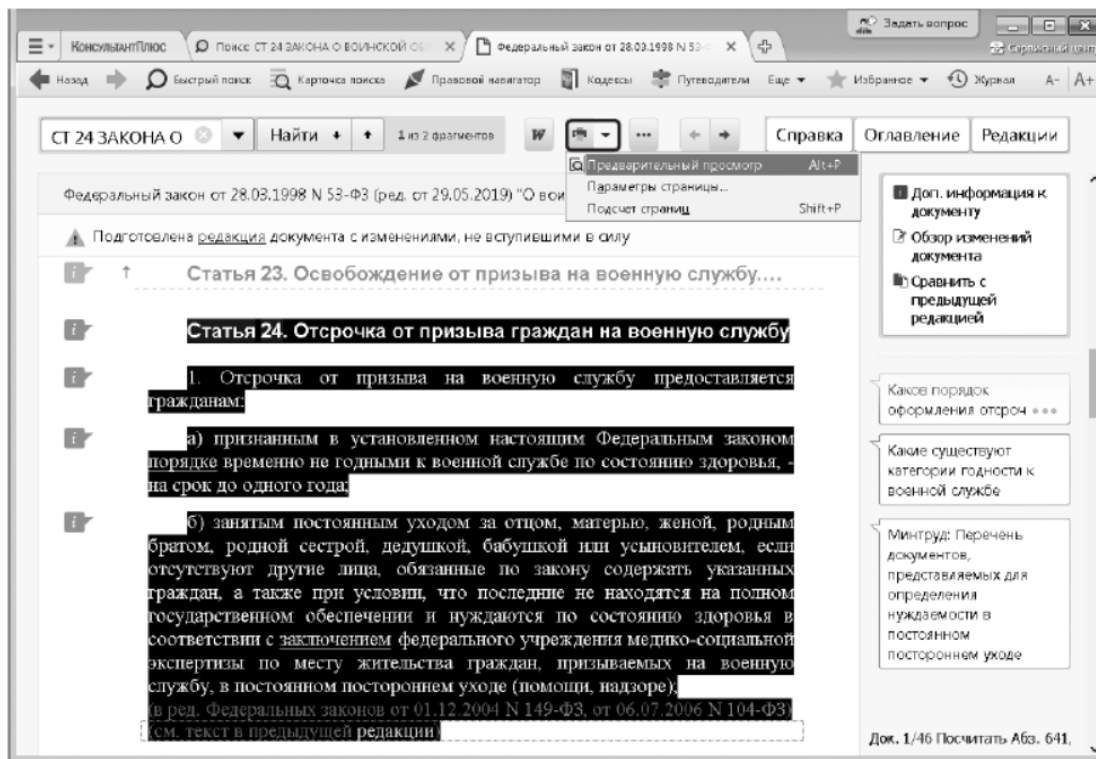 Задать вопрос
КонсультантПлюс
Поиск: СТ 24 ЗАКОНА О ВОИНСКОЙ ОБ
Федеральный закон от 28.03.1998 N 53-
Сервисный центр
Назад
Быстрый поиск
Карточка поиска
Правовой навигатор
Кодексы
Путеводители
Еще
Избранное
Журнал
А-
А+
СТ 24 ЗАКОНА О
Найти
1 из 2 фрагментов
W
Справка
Оглавление
Редакции
Предварительный просмотр Alt+P
Параметры страницы...
Подсчет страниц Shift+P
Федеральный закон от 28.03.1998 N 53-ФЗ (ред. от 29.05.2019) "О вои
Подготовлена редакция документа с изменениями, не вступившими в силу
Статья 23. Освобождение от призыва на военную службу....
Статья 24. Отсрочка от призыва граждан на военную службу
1. Отсрочка от призыва на военную службу предоставляется
гражданам:
а) признанным в установленном настоящим Федеральным законом
порядке временно не годными к военной службе по состоянию здоровья, -
на срок до одного года;
б) занятым постоянным уходом за отцом, матерью, женой, родным
братом, родной сестрой, дедушкой, бабушкой или усыновителем, если
отсутствуют другие лица, обязанные по закону содержать указанных
граждан, а также при условии, что последние не находятся на полном
государственном обеспечении и нуждаются по состоянию здоровья в
соответствии с заключением федерального учреждения медико-социальной
экспертизы по месту жительства граждан, призываемых на военную
службу, в постоянном постороннем уходе (помощи, надзоре);
(в ред. Федеральных законов от 01.12.2004 N 149-ФЗ, от 06.07.2006 N 104-ФЗ)
(см. текст в предыдущей редакции)
Доп. информация к
документу
Обзор изменений
документа
Сравнить с
предыдущей
редакцией
Каков порядок
оформления отсроч
Какие существуют
категории годности к
военной службе
Минтруд: Перечень
документов,
представляемых для
определения
нуждаемости в
постоянном
постороннем уходе
Док. 1/46 Посчитать Абз. 641,